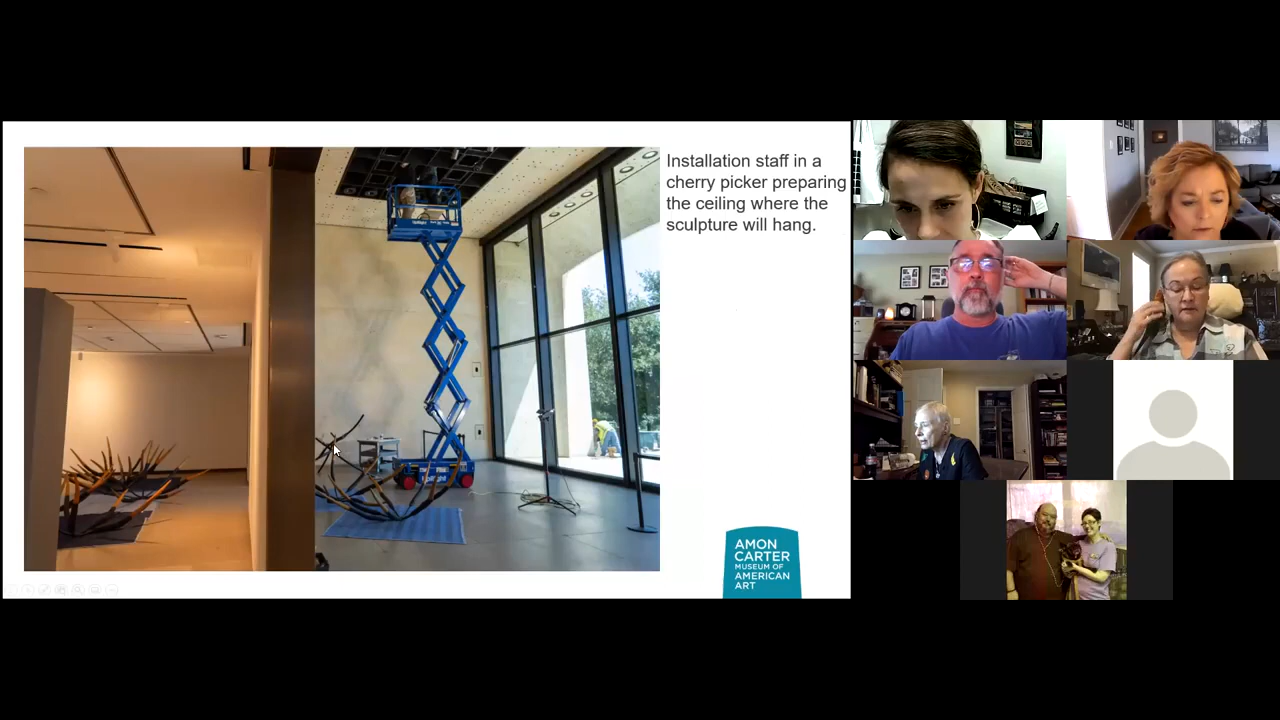 Installation staff in a
cherry picker preparing
the ceiling where the
sculpture will hang.
AMON
CARTER
MUSEUM OF
AMERICAN
ART